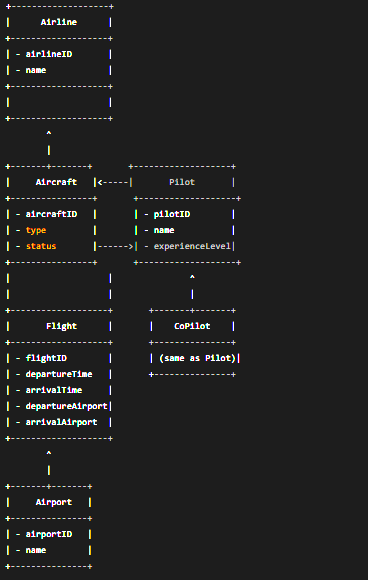 +-------------------+
|      Airline      |
+-------------------+
| - airlineID       |
| - name            |
+-------------------+
|                   |
+-------------------+
        ^
        |
+-------+-------+       +-------------------+
|     Aircraft   |<-----|       Pilot       |
+----------------+       +-------------------+
| - aircraftID   |       | - pilotID        |
| - type         |       | - name           |
| - status       |------>| - experienceLevel|
+----------------+       +-------------------+
|                   |               ^
|                   |               |
+-------------------+       +-------+-------+
|       Flight      |       |    CoPilot    |
+-------------------+       +---------------+
| - flightID        |       | (same as Pilot)|
| - departureTime   |       +---------------+
| - arrivalTime     |
| - departureAirport|
| - arrivalAirport  |
+-------------------+
        ^
        |
+-------+-------+
|     Airport   |
+---------------+
| - airportID   |
| - name        |
+---------------+